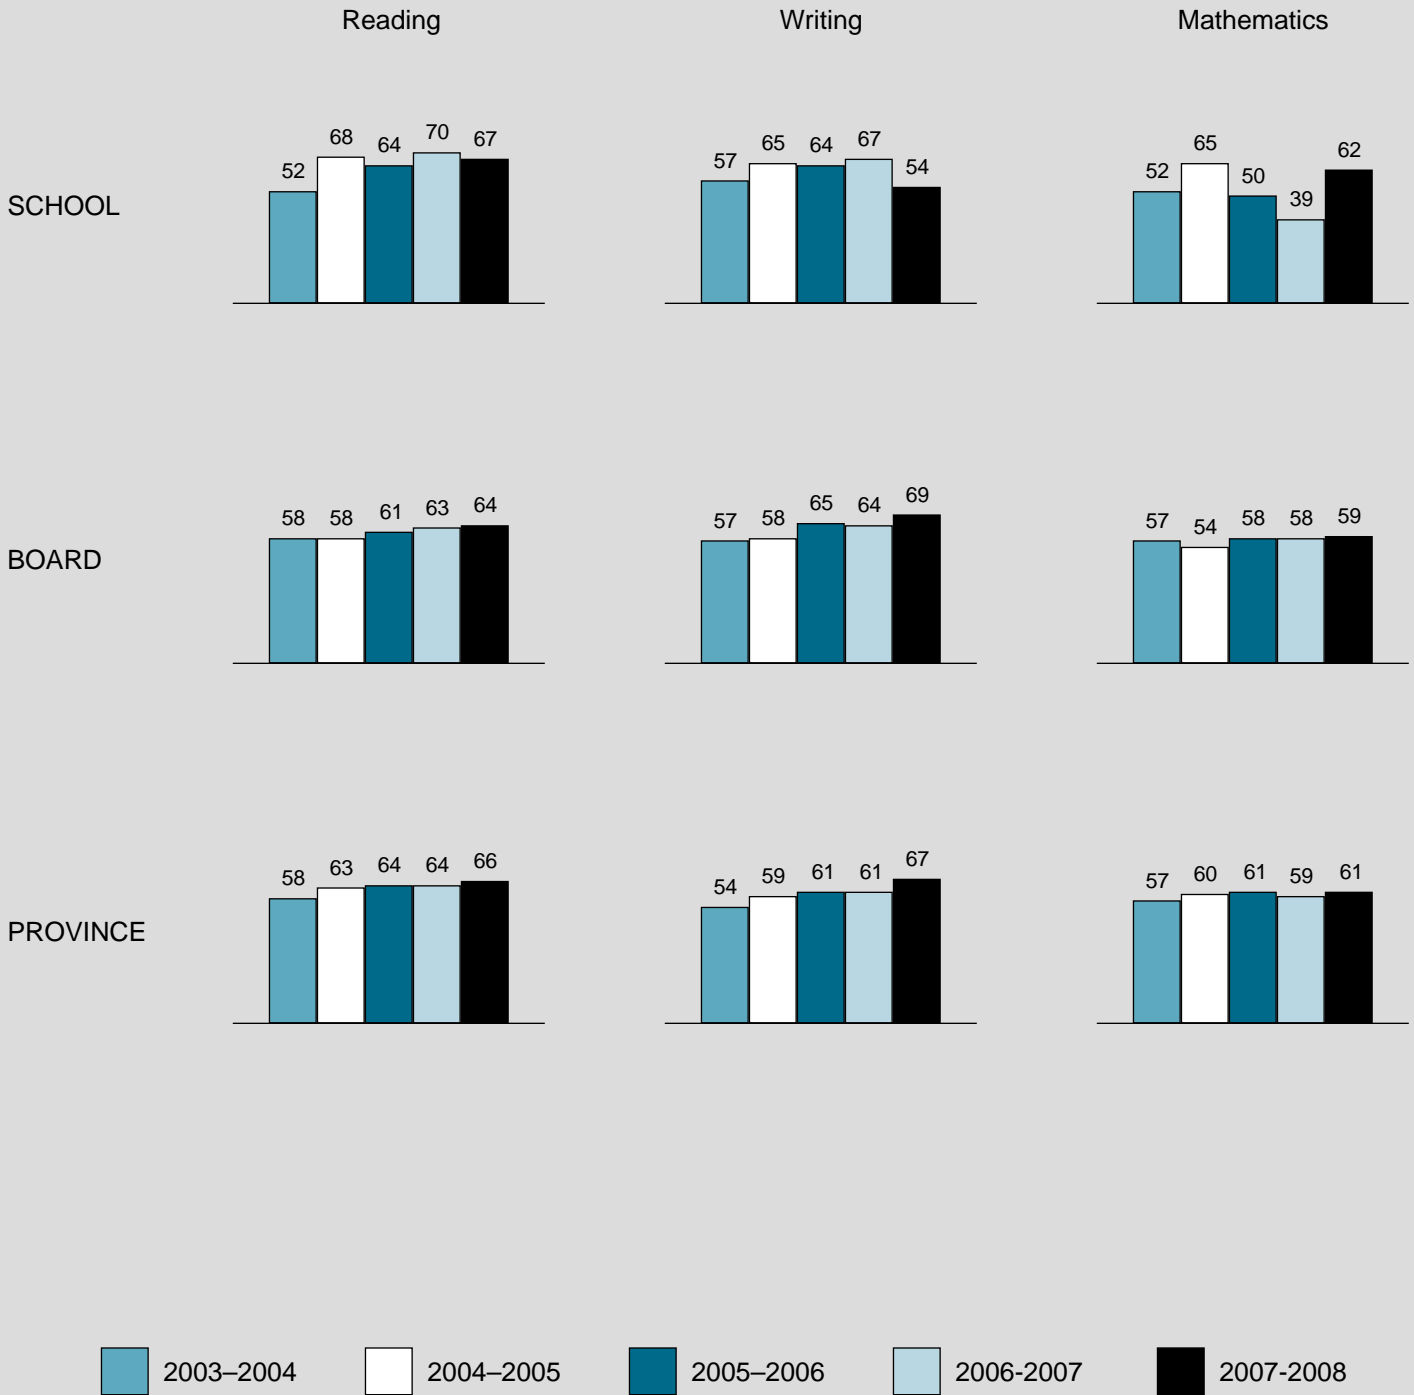 Reading Writing Mathematics
SCHOOL
52 68 64 70 67
57 65 64 67 54
52 65 50 39 62
BOARD
58 58 61 63 64
57 58 65 64 69
57 54 58 58 59
PROVINCE
58 63 64 64 66
54 59 61 61 67
57 60 61 59 61
2003–2004 2004–2005 2005–2006 2006-2007 2007-2008